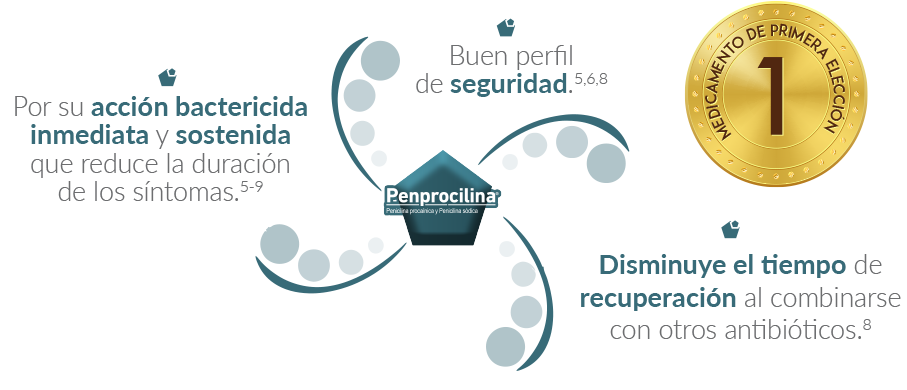 Por su acción bactericida
inmediata y sostenida
que reduce la duración
de los síntomas.5-9
Buen perfil
de seguridad.5,6,8
MEDICAMENTO DE PRIMERA ELECCIÓN
1
Penprocilina®
Penicilina procaínica y Penicilina sódica
Disminuye el tiempo de
recuperación al combinarse
con otros antibióticos.8